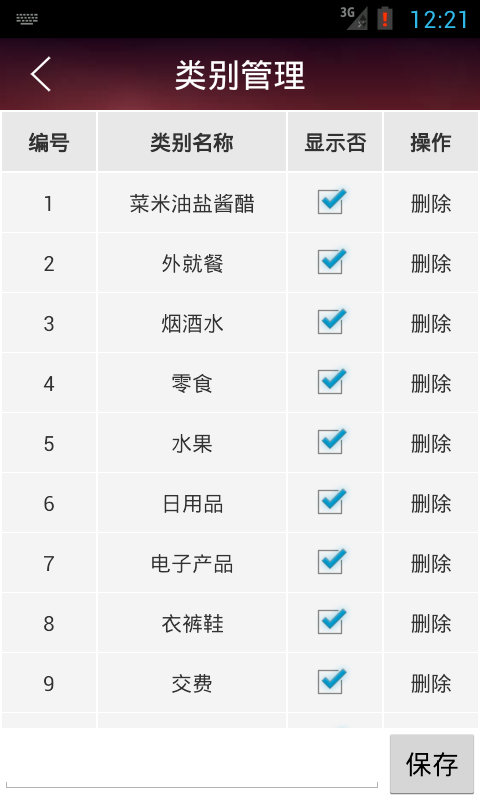 3G 12:21
类别管理
编号 类别名称 显示否 操作
1 菜米油盐酱醋 删除
2 外就餐 删除
3 烟酒水 删除
4 零食 删除
5 水果 删除
6 日用品 删除
7 电子产品 删除
8 衣裤鞋 删除
9 交费 删除
保存